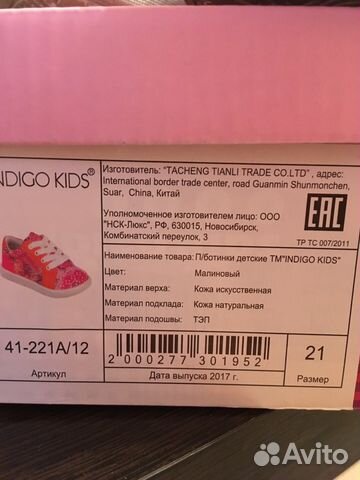 INDIGO KIDS®
Изготовитель: "TACHENG TIANLI TRADE CO.LTD" , адрес:
International border trade center, road Guanmin Shunmonchen,
Suar, China, Китай
Уполномоченное изготовителем лицо: ООО
"НСК-Люкс", РФ, 630015, Новосибирск,
Комбинатский переулок, 3
EAC
ТР ТС 007/2011
Наименование товара: П/ботинки детские ТМ"INDIGO KIDS"
Цвет: Малиновый
Материал верха: Кожа искусственная
Материал подклада: Кожа натуральная
Материал подошвы: ТЭП
41-221A/12
Артикул
2 000277 301952
Дата выпуска 2017 г.
21
Размер
Avito